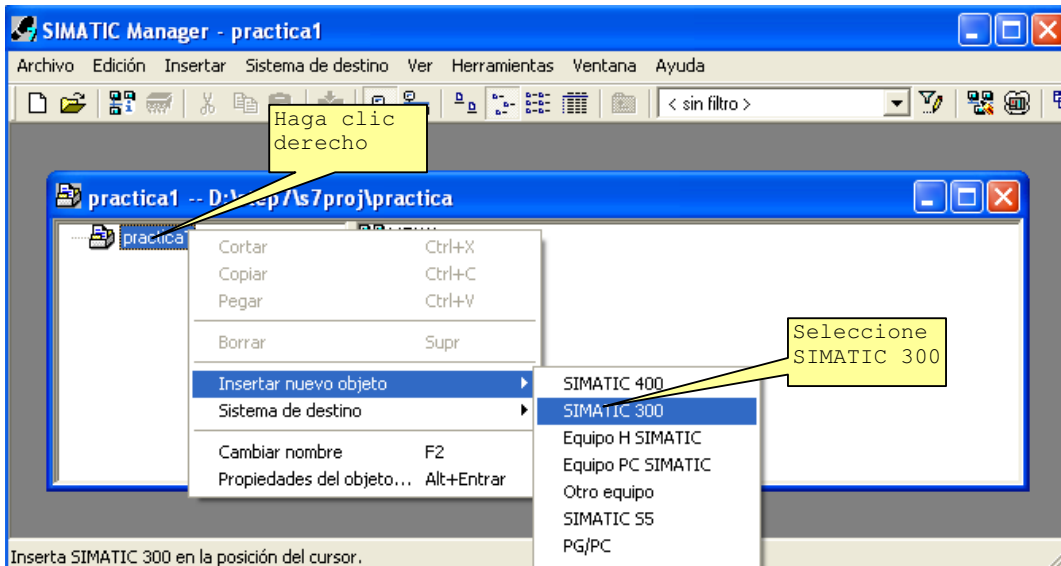 SIMATIC Manager - practica1
Archivo Edición Insertar Sistema de destino Ver Herramientas Ventana Ayuda
< sin filtro >
Haga clic
derecho
practica1 -- D:\ \s7proj\practica
Cortar Ctrl+X
Copiar Ctrl+C
Pegar Ctrl+V
Borrar Supr
Seleccione
SIMATIC 300
Insertar nuevo objeto
Sistema de destino
Cambiar nombre F2
Propiedades del objeto... Alt+Entrar
SIMATIC 400
SIMATIC 300
Equipo H SIMATIC
Equipo PC SIMATIC
Otro equipo
SIMATIC S5
PG/PC
Inserta SIMATIC 300 en la posición del cursor.